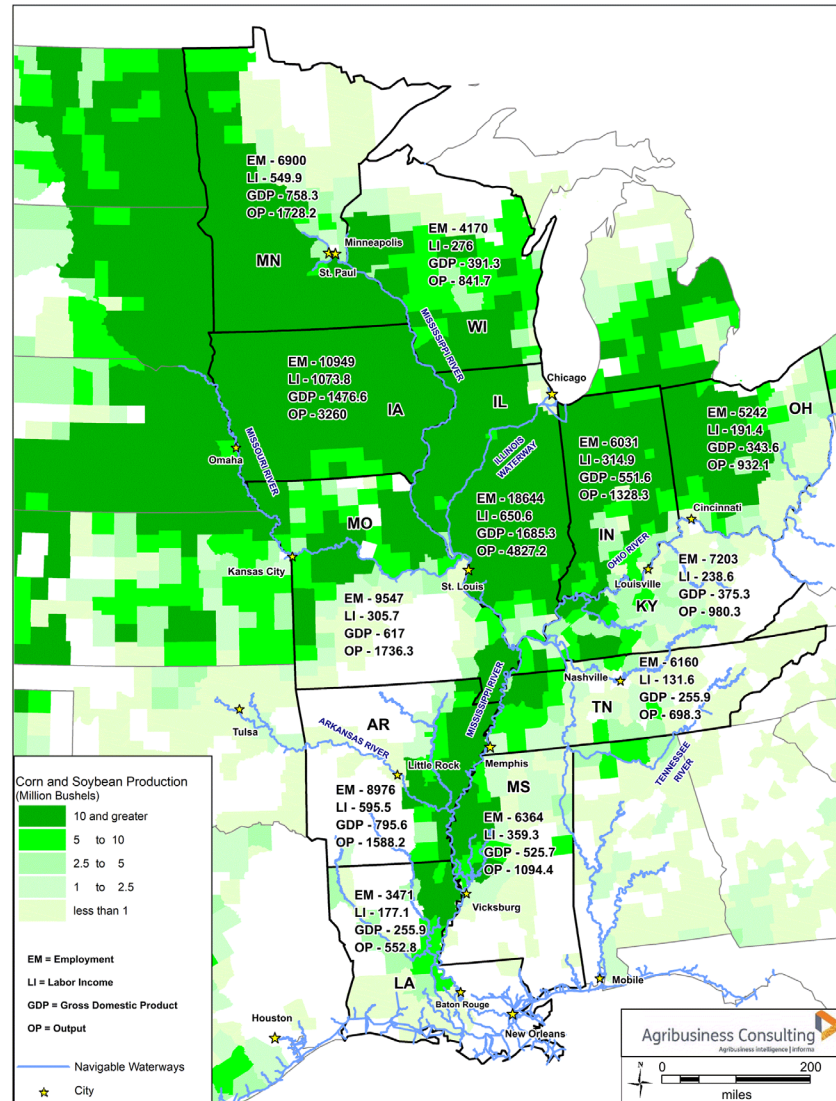 EM - 6900
LI - 549.9
GDP - 758.3
OP - 1728.2
Minneapolis
St. Paul
MN
EM - 4170
LI - 276
GDP - 391.3
OP - 841.7
WI
MISSISSIPPI RIVER
EM - 10949
LI - 1073.8
GDP - 1476.6
OP - 3260
IA
IL
Chicago
ILLINOIS
WATERWAY
EM - 5242
LI - 191.4
GDP - 343.6
OP - 932.1
OH
EM - 6031
LI - 314.9
GDP - 551.6
OP - 1328.3
IN
Omaha
MISSOURI RIVER
MO
EM - 18644
LI - 650.6
GDP - 1685.3
OP - 4827.2
Cincinnati
OHIO RIVER
Kansas City
St. Louis
Louisville
KY
EM - 7203
LI - 238.6
GDP - 375.3
OP - 980.3
EM - 9547
LI - 305.7
GDP - 617
OP - 1736.3
EM - 6160
LI - 131.6
GDP - 255.9
OP - 698.3
Nashville
TN
MISSISSIPPI RIVER
Tulsa
ARKANSAS RIVER
AR
Little Rock
Memphis
TENNESSEE
RIVER
MS
EM - 8976
LI - 595.5
GDP - 795.6
OP - 1588.2
EM - 6364
LI - 359.3
GDP - 525.7
OP - 1094.4
EM - 3471
LI - 177.1
GDP - 255.9
OP - 552.8
Vicksburg
LA
Baton Rouge
New Orleans
Mobile
Houston
Corn and Soybean Production
(Million Bushels)
10 and greater
5 to 10
2.5 to 5
1 to 2.5
less than 1
EM = Employment
LI = Labor Income
GDP = Gross Domestic Product
OP = Output
Navigable Waterways
City
Agribusiness Consulting
Agribusiness intelligence | informa
N
0 200
miles